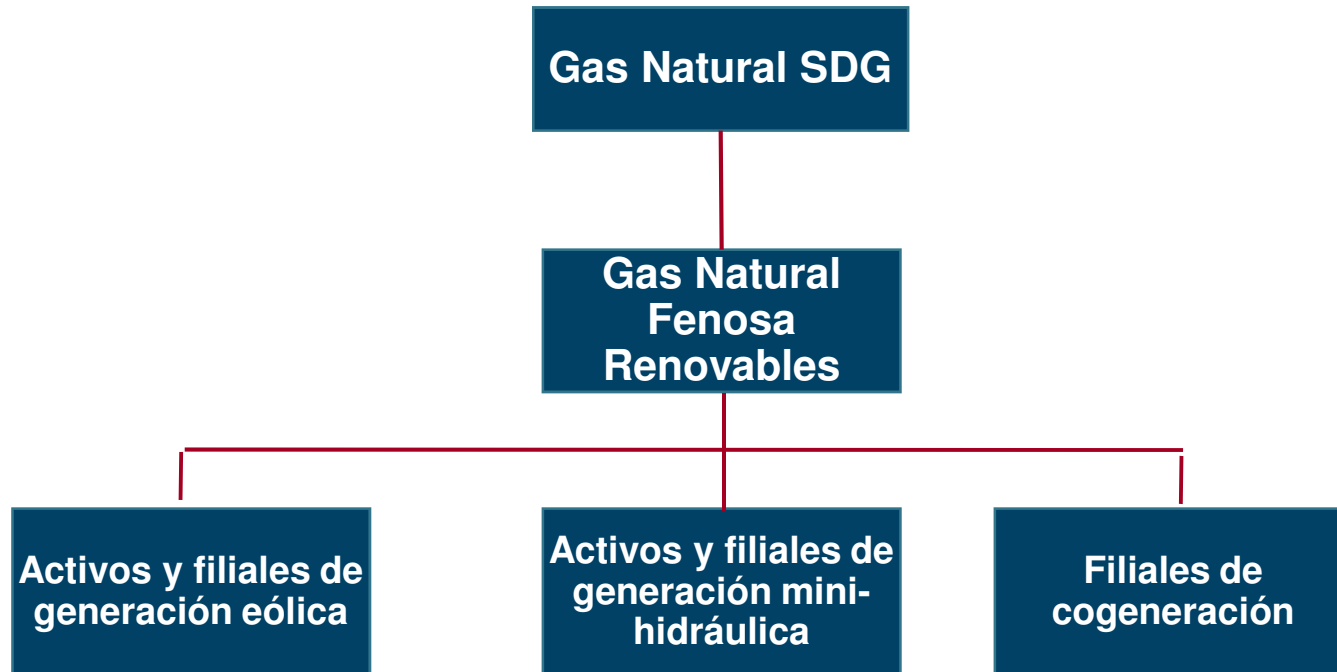 Gas Natural SDG
Gas Natural
Fenosa
Renovables
Activos y filiales de
generación eólica
Activos y filiales de
generación mini-
hidráulica
Filiales de
cogeneración